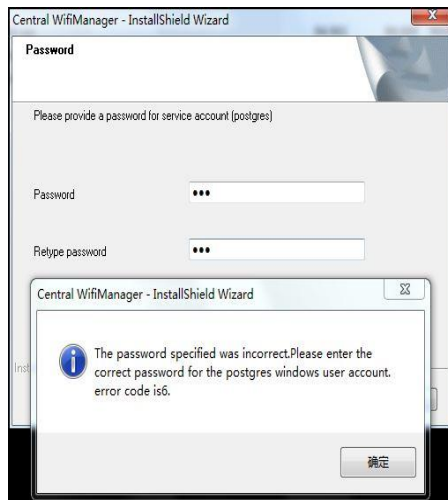 Central WifiManager - InstallShield Wizard
Password
Please provide a password for service account (postgres)
Password
Retype password
Central WifiManager - InstallShield Wizard
The password specified was incorrect.Please enter the
correct password for the postgres windows user account.
error code is6.
确定